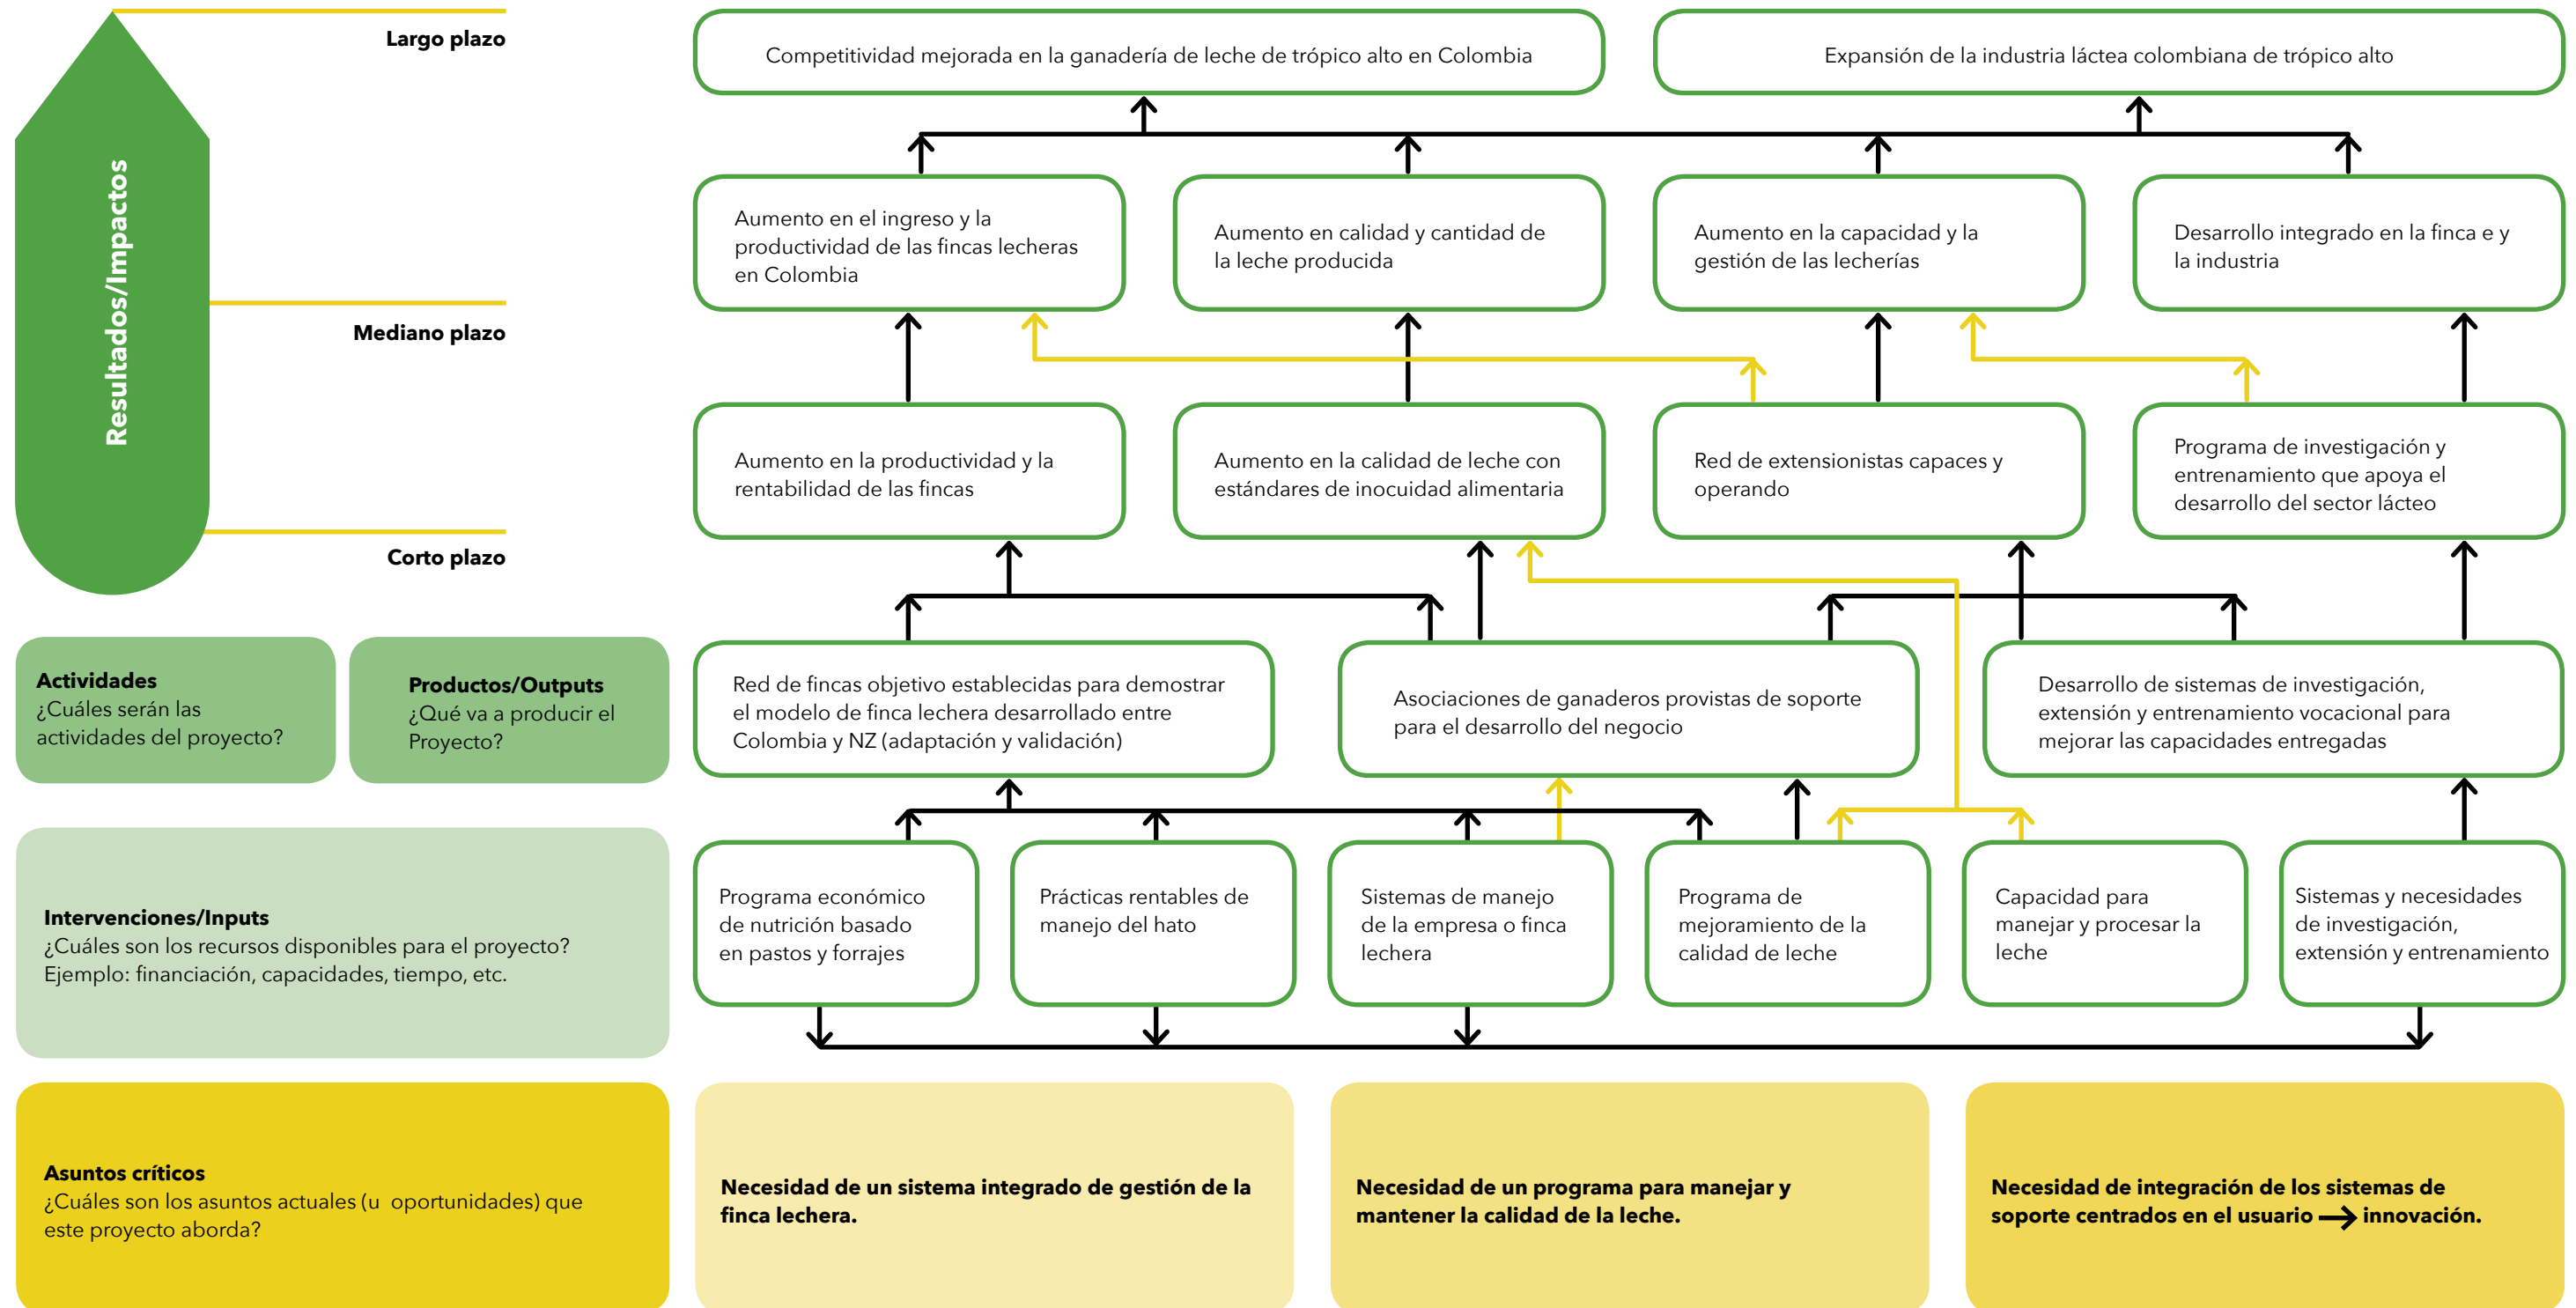 Largo plazo
Resultados/Impactos
Mediano plazo
Corto plazo
Competitividad mejorada en la ganadería de leche de trópico alto en Colombia
Expansión de la industria láctea colombiana de trópico alto
Aumento en el ingreso y la
productividad de las fincas lecheras
en Colombia
Aumento en calidad y cantidad de
la leche producida
Aumento en la capacidad y la
gestión de las lecherías
Desarrollo integrado en la finca e y
la industria
Aumento en la productividad y la
rentabilidad de las fincas
Aumento en la calidad de leche con
estándares de inocuidad alimentaria
Red de extensionistas capaces y
operando
Programa de investigación y
entrenamiento que apoya el
desarrollo del sector lácteo
Actividades
¿Cuáles serán las
actividades del proyecto?
Productos/Outputs
¿Qué va a producir el
Proyecto?
Red de fincas objetivo establecidas para demostrar
el modelo de finca lechera desarrollado entre
Colombia y NZ (adaptación y validación)
Asociaciones de ganaderos provistas de soporte
para el desarrollo del negocio
Desarrollo de sistemas de investigación,
extensión y entrenamiento vocacional para
mejorar las capacidades entregadas
Intervenciones/Inputs
¿Cuáles son los recursos disponibles para el proyecto?
Ejemplo: financiación, capacidades, tiempo, etc.
Programa económico
de nutrición basado
en pastos y forrajes
Prácticas rentables de
manejo del hato
Sistemas de manejo
de la empresa o finca
lechera
Programa de
mejoramiento de la
calidad de leche
Capacidad para
manejar y procesar la
leche
Sistemas y necesidades
de investigación,
extensión y entrenamiento
Asuntos críticos
¿Cuáles son los asuntos actuales (u oportunidades) que
este proyecto aborda?
Necesidad de un sistema integrado de gestión de la
finca lechera.
Necesidad de un programa para manejar y
mantener la calidad de la leche.
Necesidad de integración de los sistemas de
soporte centrados en el usuario → innovación.